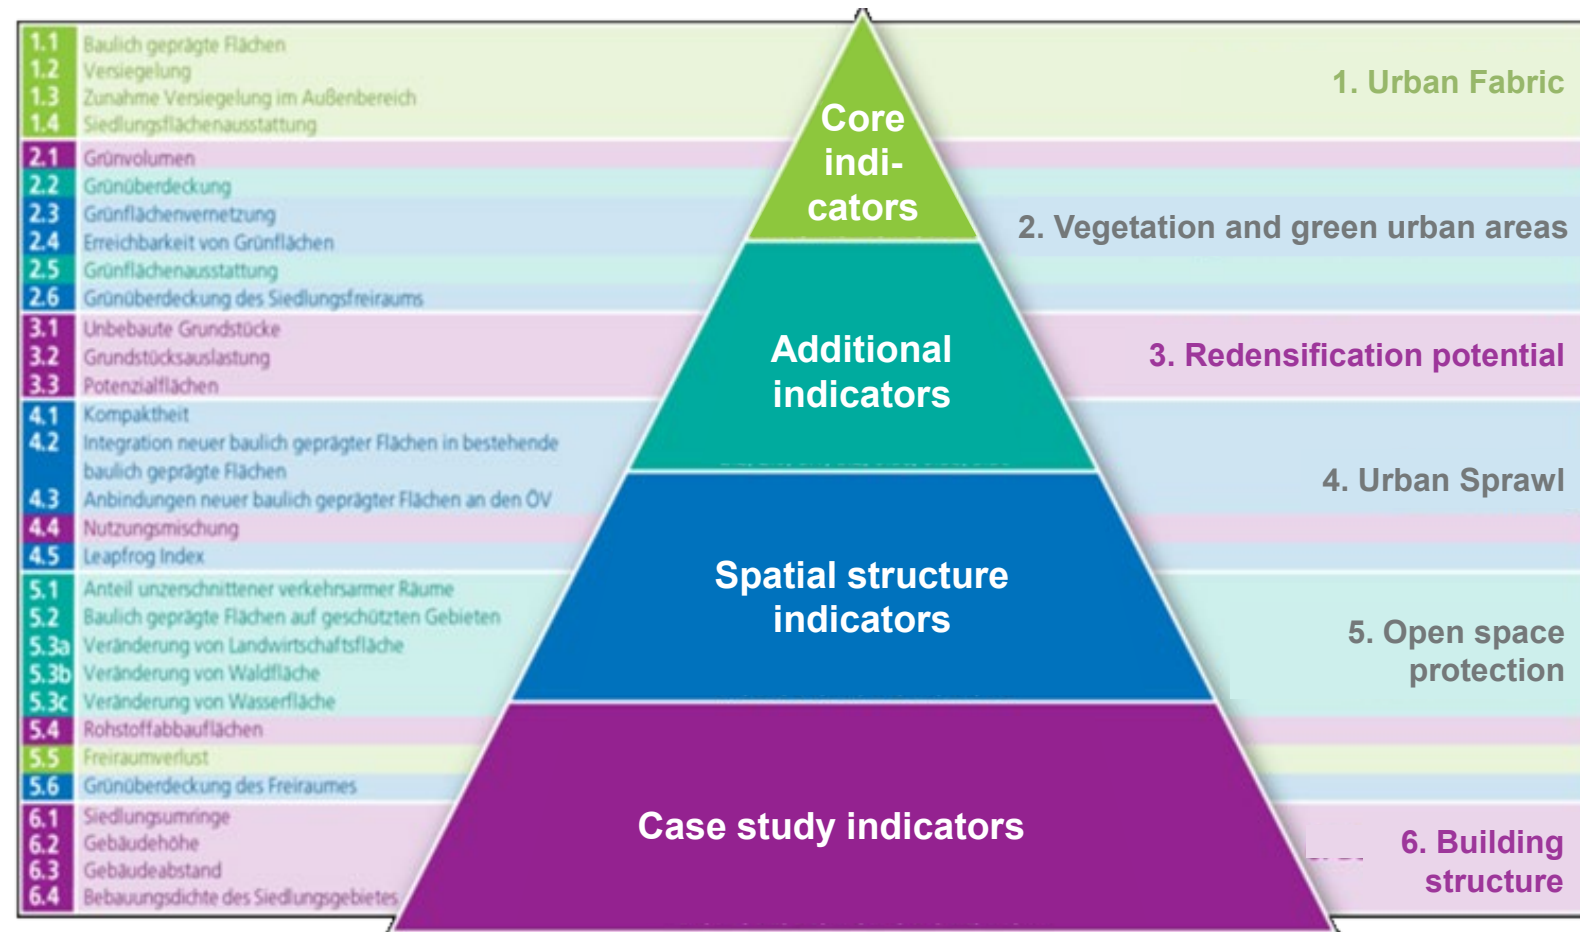 1.1 Baulich geprägte Flächen
1.2 Versiegelung
1.3 Zunahme Versiegelung im Außenbereich
1.4 Siedlungsflächenausstattung
1. Urban Fabric
2.1 Grünvolumen
2.2 Grünüberdeckung
2.3 Grünflächenvernetzung
2.4 Erreichbarkeit von Grünflächen
2.5 Grünflächenausstattung
2.6 Grünüberdeckung des Siedlungsfreiraums
2. Vegetation and green urban areas
3.1 Unbebaute Grundstücke
3.2 Grundstücksauslastung
3.3 Potenzialflächen
3. Redensification potential
4.1 Kompaktheit
4.2 Integration neuer baulich geprägter Flächen in bestehende
baulich geprägte Flächen
4.3 Anbindungen neuer baulich geprägter Flächen an den ÖV
4.4 Nutzungsmischung
4.5 Leapfrog Index
4. Urban Sprawl
5.1 Anteil unzerschnittener verkehrsarmer Räume
5.2 Baulich geprägte Flächen auf geschützten Gebieten
5.3a Veränderung von Landwirtschaftsfläche
5.3b Veränderung von Waldfläche
5.3c Veränderung von Wasserfläche
5.4 Rohstoffabbauflächen
5.5 Freiraumverlust
5.6 Grünüberdeckung des Freiraumes
5. Open space
protection
6.1 Siedlungsumringe
6.2 Gebäudehöhe
6.3 Gebäudeabstand
6.4 Bebauungsdichte des Siedlungsgebietes
6. Building
structure
Core
indi-
cators
Additional
indicators
Spatial structure
indicators
Case study indicators